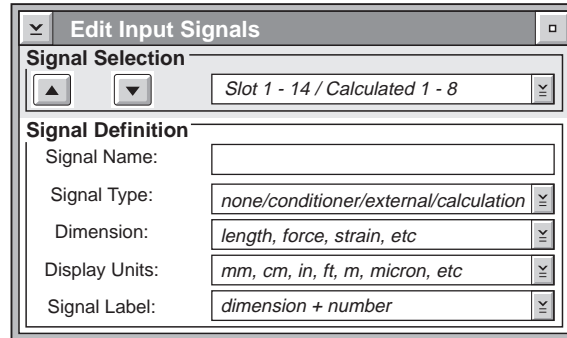 Edit Input Signals
Signal Selection
Slot 1 - 14 / Calculated 1 - 8
Signal Definition
Signal Name:
Signal Type: none/conditioner/external/calculation
Dimension: length, force, strain, etc
Display Units: mm, cm, in, ft, m, micron, etc
Signal Label: dimension + number